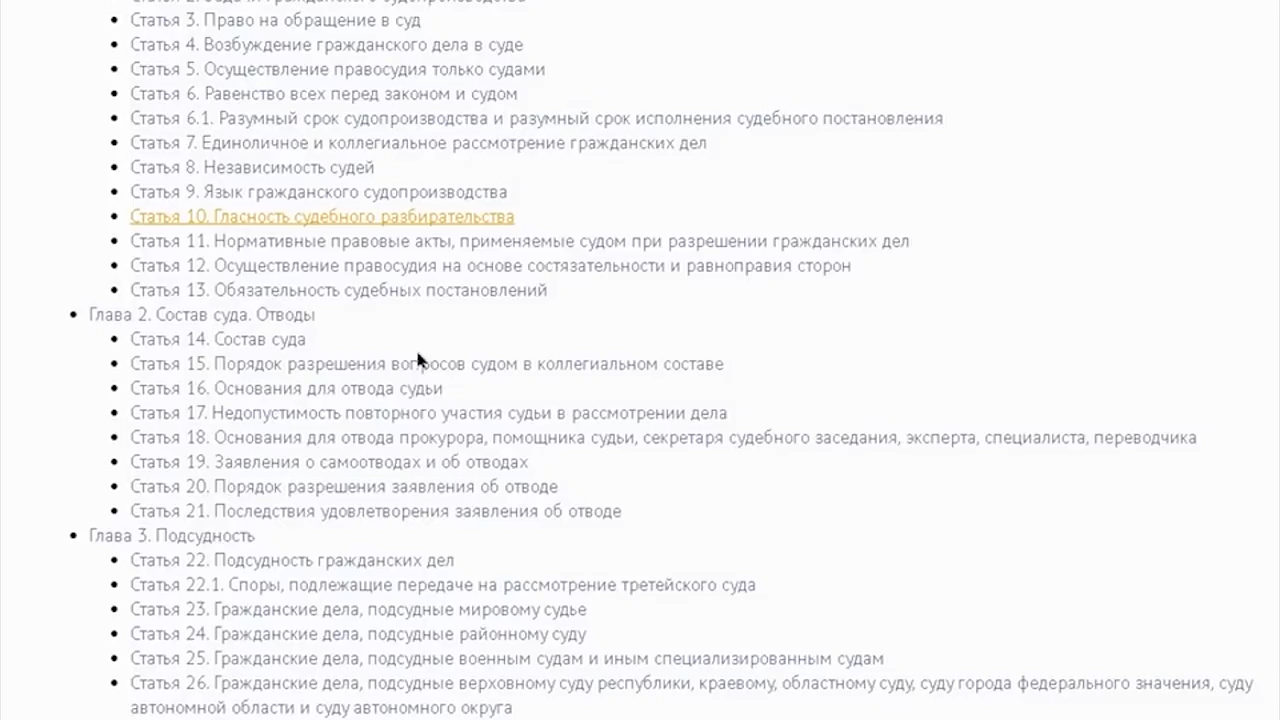 Статья 3. Право на обращение в суд
Статья 4. Возбуждение гражданского дела в суде
Статья 5. Осуществление правосудия только судами
Статья 6. Равенство всех перед законом и судом
Статья 6.1. Разумный срок судопроизводства и разумный срок исполнения судебного постановления
Статья 7. Единоличное и коллегиальное рассмотрение гражданских дел
Статья 8. Независимость судей
Статья 9. Язык гражданского судопроизводства
Статья 10. Гласность судебного разбирательства
Статья 11. Нормативные правовые акты, применяемые судом при разрешении гражданских дел
Статья 12. Осуществление правосудия на основе состязательности и равноправия сторон
Статья 13. Обязательность судебных постановлений
Глава 2. Состав суда. Отводы
Статья 14. Состав суда
Статья 15. Порядок разрешения вопросов судом в коллегиальном составе
Статья 16. Основания для отвода судьи
Статья 17. Недопустимость повторного участия судьи в рассмотрении дела
Статья 18. Основания для отвода прокурора, помощника судьи, секретаря судебного заседания, эксперта, специалиста, переводчика
Статья 19. Заявления о самоотводах и об отводах
Статья 20. Порядок разрешения заявления об отводе
Статья 21. Последствия удовлетворения заявления об отводе
Глава 3. Подсудность
Статья 22. Подсудность гражданских дел
Статья 22.1. Споры, подлежащие передаче на рассмотрение третейского суда
Статья 23. Гражданские дела, подсудные мировому судье
Статья 24. Гражданские дела, подсудные районному суду
Статья 25. Гражданские дела, подсудные военным судам и иным специализированным судам
Статья 26. Гражданские дела, подсудные верховному суду республики, краевому, областному суду, суду города федерального значения, суду
автономной области и суду автономного округа